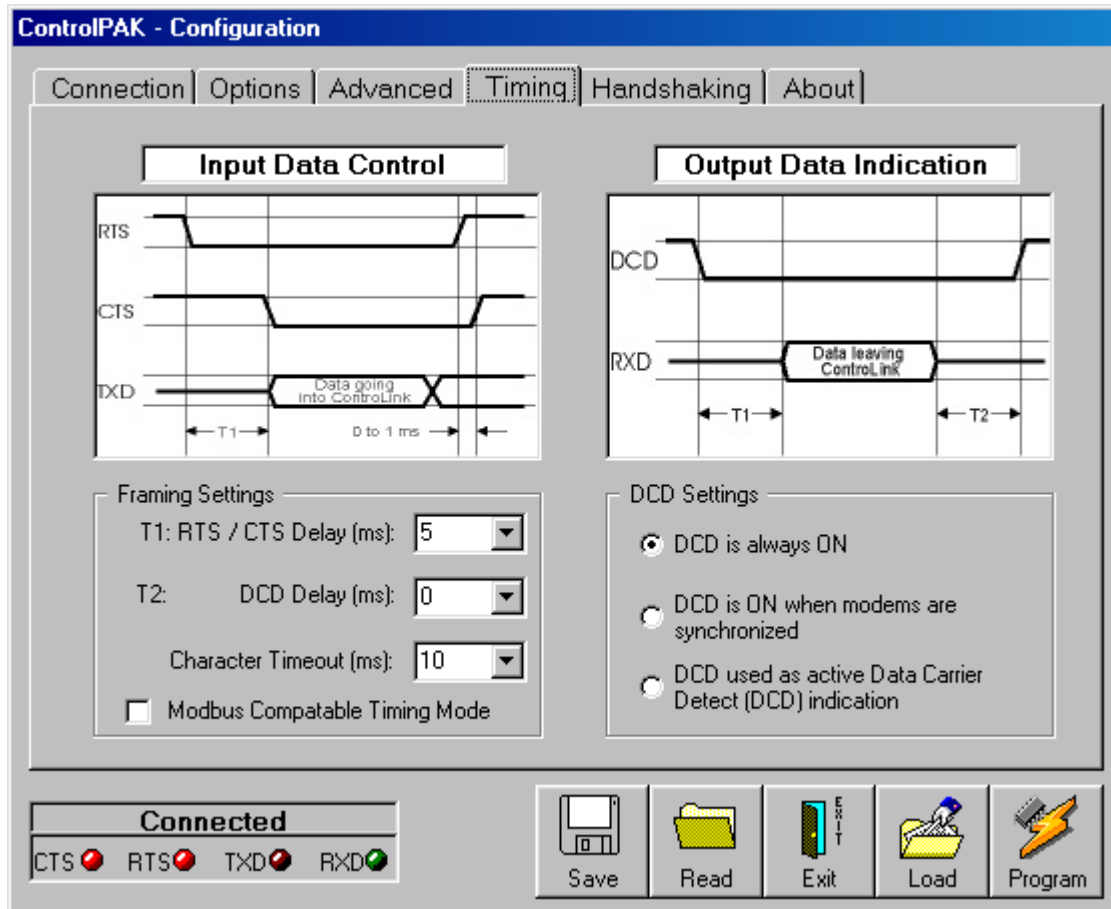 ControlPAK - Configuration
Connection Options Advanced Timing Handshaking About
Input Data Control
RTS
CTS
TXD
Data going
into ControLink
T1
0 to 1 ms
Output Data Indication
DCD
RXD
Data leaving
ControLink
T1
T2
Framing Settings
T1: RTS / CTS Delay (ms): 5
T2: DCD Delay (ms): 0
Character Timeout (ms): 10
Modbus Compatable Timing Mode
DCD Settings
DCD is always ON
DCD is ON when modems are
synchronized
DCD used as active Data Carrier
Detect (DCD) indication
Connected
CTS RTS TXD RXD
Save
Read
EXIT
Exit
Load
Program